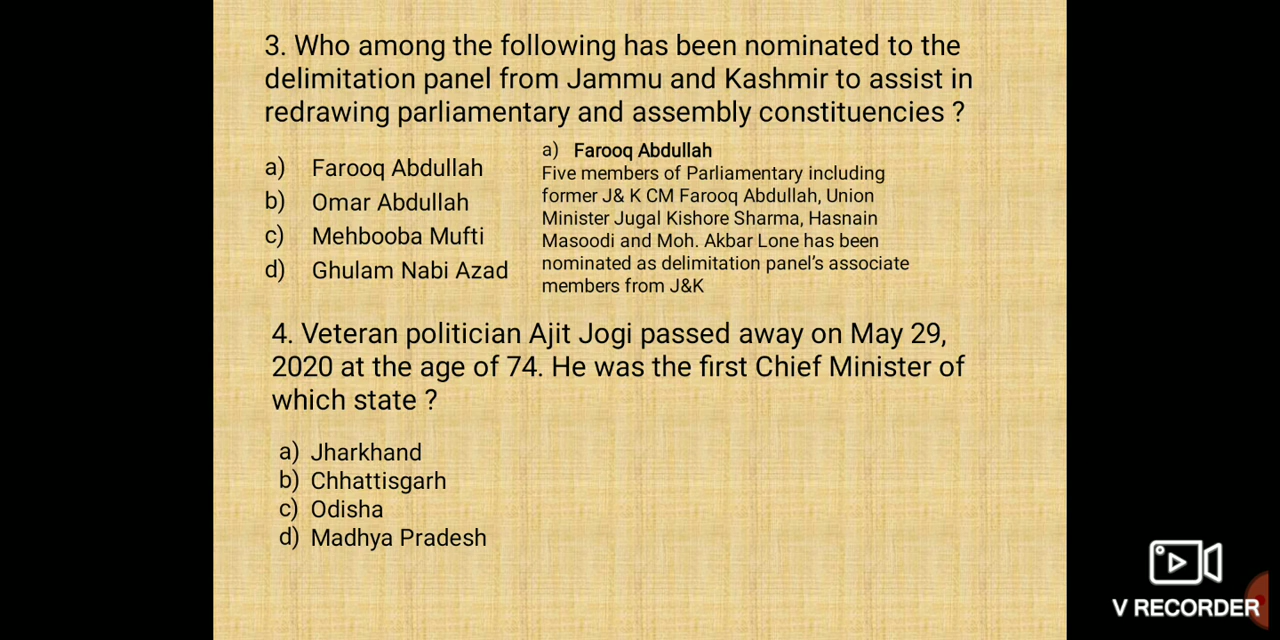 3. Who among the following has been nominated to the
delimitation panel from Jammu and Kashmir to assist in
redrawing parliamentary and assembly constituencies ?
a) Farooq Abdullah
b) Omar Abdullah
c) Mehbooba Mufti
d) Ghulam Nabi Azad
a) Farooq Abdullah
Five members of Parliamentary including
former J& K CM Farooq Abdullah, Union
Minister Jugal Kishore Sharma, Hasnain
Masoodi and Moh. Akbar Lone has been
nominated as delimitation panel's associate
members from J&K
4. Veteran politician Ajit Jogi passed away on May 29,
2020 at the age of 74. He was the first Chief Minister of
which state ?
a) Jharkhand
b) Chhattisgarh
c) Odisha
d) Madhya Pradesh
V RECORDER